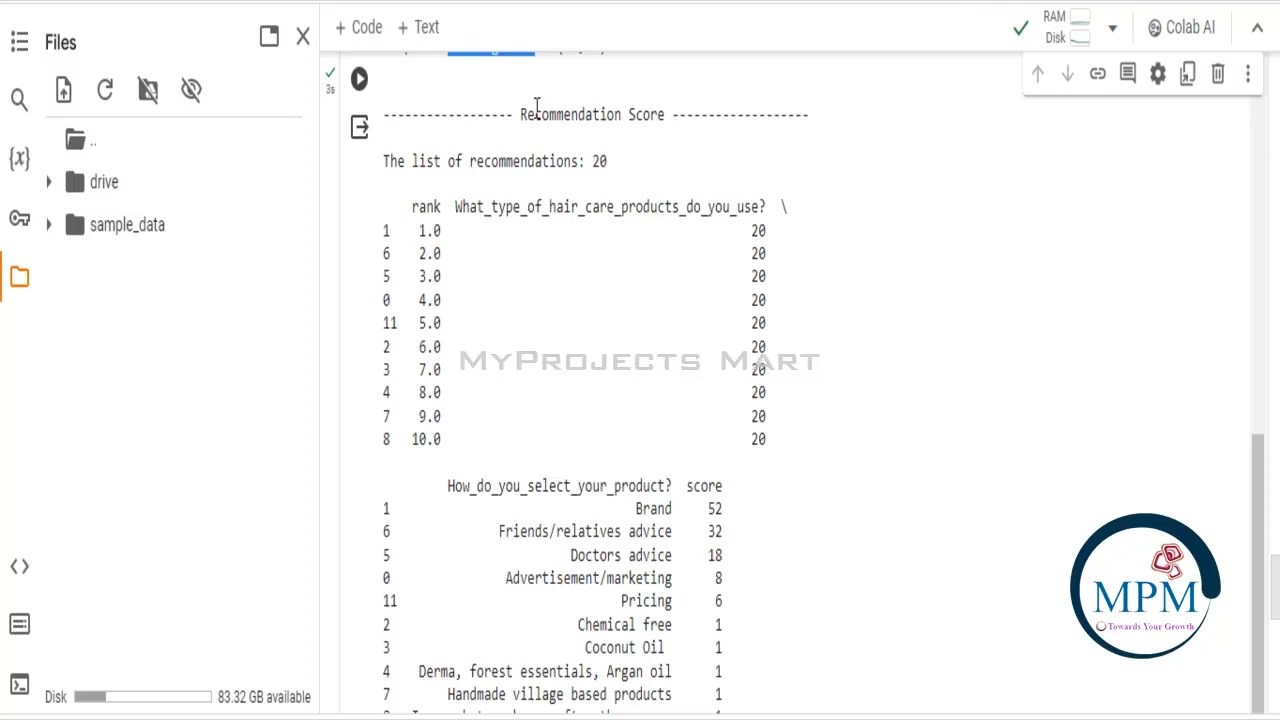 Files
+ Code + Text
RAM
Disk
Colab AI
3s
------------------ Recommendation Score -------------------
The list of recommendations: 20
rank What_type_of_hair_care_products_do_you_use? \
1 1.0 20
6 2.0 20
5 3.0 20
0 4.0 20
11 5.0 20
2 6.0 20
3 7.0 20
4 8.0 20
7 9.0 20
8 10.0 20
How_do_you_select_your_product? score
1 Brand 52
6 Friends/relatives advice 32
5 Doctors advice 18
0 Advertisement/marketing 8
11 Pricing 6
2 Chemical free 1
3 Coconut Oil 1
4 Derma, forest essentials, Argan oil 1
7 Handmade village based products 1
..
drive
sample_data
{x}
Disk 83.32 GB available
MyProjects Mart
MPM
Towards Your Growth